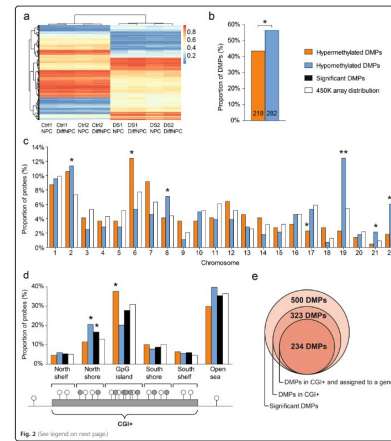 a
0.8
0.6
0.4
0.2
Ctrl1 NPC
Ctrl1 DiffNPC
Ctrl2 NPC
Ctrl2 DiffNPC
DS1 NPC
DS1 DiffNPC
DS2 NPC
DS2 DiffNPC
b
Proportion of DMPs (%)
60%
50%
40%
30%
20%
10%
0%
*
218
282
Hypermethylated DMPs
Hypomethylated DMPs
Significant DMPs
450K array distribution
c
Proportion of probes (%)
14%
12%
10%
8%
6%
4%
2%
0%
* * * * ** * *
1 2 3 4 5 6 7 8 9 10 11 12 13 14 15 16 17 18 19 20 21
Chromosome
d
Proportion of probes (%)
40%
30%
20%
10%
0%
* * *
North shelf
North shore
GpG island
South shore
South shelf
Open sea
CGI+
e
500 DMPs
323 DMPs
234 DMPs
DMPs in CGI+ and assigned to a gene
DMPs in CGI+
Significant DMPs
Fig. 2 (See legend on next page.)